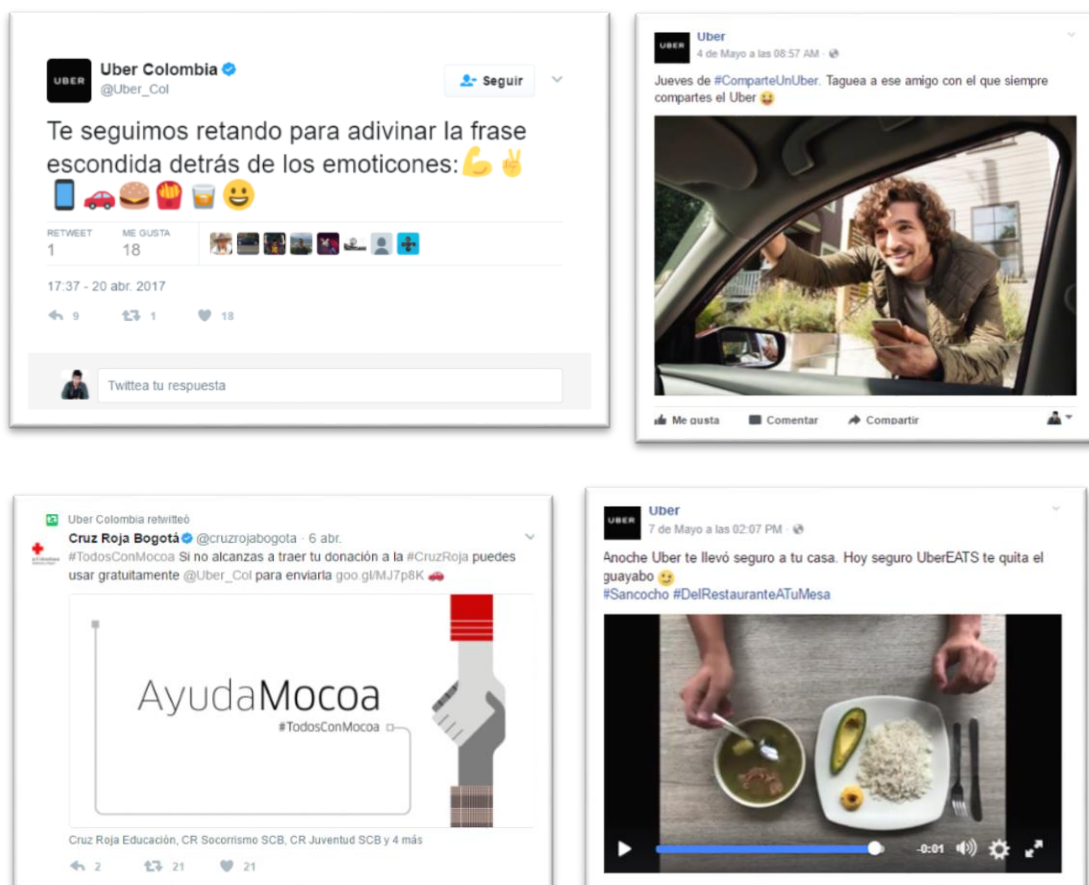 UBER
Uber Colombia
@Uber_Col
Seguir
Te seguimos retando para adivinar la frase
escondida detrás de los emoticones:💪✌
📱🚗🍔🍟🥃😀
RETWEET
1
ME GUSTA
18
17:37 - 20 abr. 2017
9
1
18
Twittea tu respuesta
UBER
Uber
4 de Mayo a las 08:57 AM ·
Jueves de #ComparteUnUber. Taguea a ese amigo con el que siempre
compartes el Uber 😝
Me gusta
Comentar
Compartir
Uber Colombia retwitteó
Cruz Roja Bogotá @cruzrojabogota · 6 abr.
#TodosConMocoa Si no alcanzas a traer tu donación a la #CruzRoja puedes
usar gratuitamente @Uber_Col para enviarla goo.gl/MJ7p8K 🚗
AyudaMocoa
#TodosConMocoa
Cruz Roja Educación, CR Socorrismo SCB, CR Juventud SCB y 4 más
2
21
21
UBER
Uber
7 de Mayo a las 02:07 PM ·
Anoche Uber te llevó seguro a tu casa. Hoy seguro UberEATS te quita el
guayabo 😉
#Sancocho #DelRestauranteATuMesa
-0:01